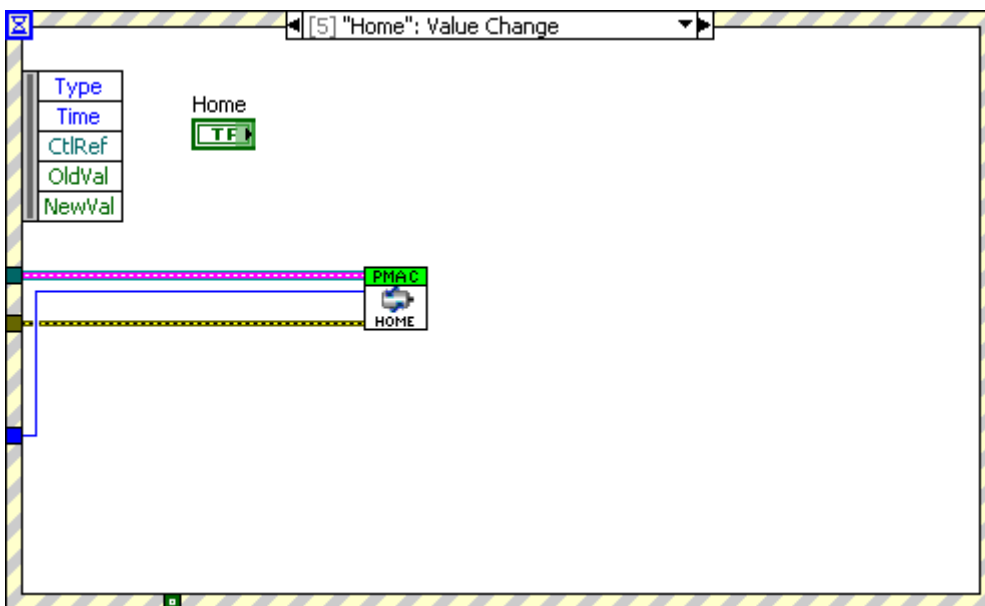 [5] "Home": Value Change
Type
Time
CtlRef
OldVal
NewVal
Home
TF
PMAC
HOME